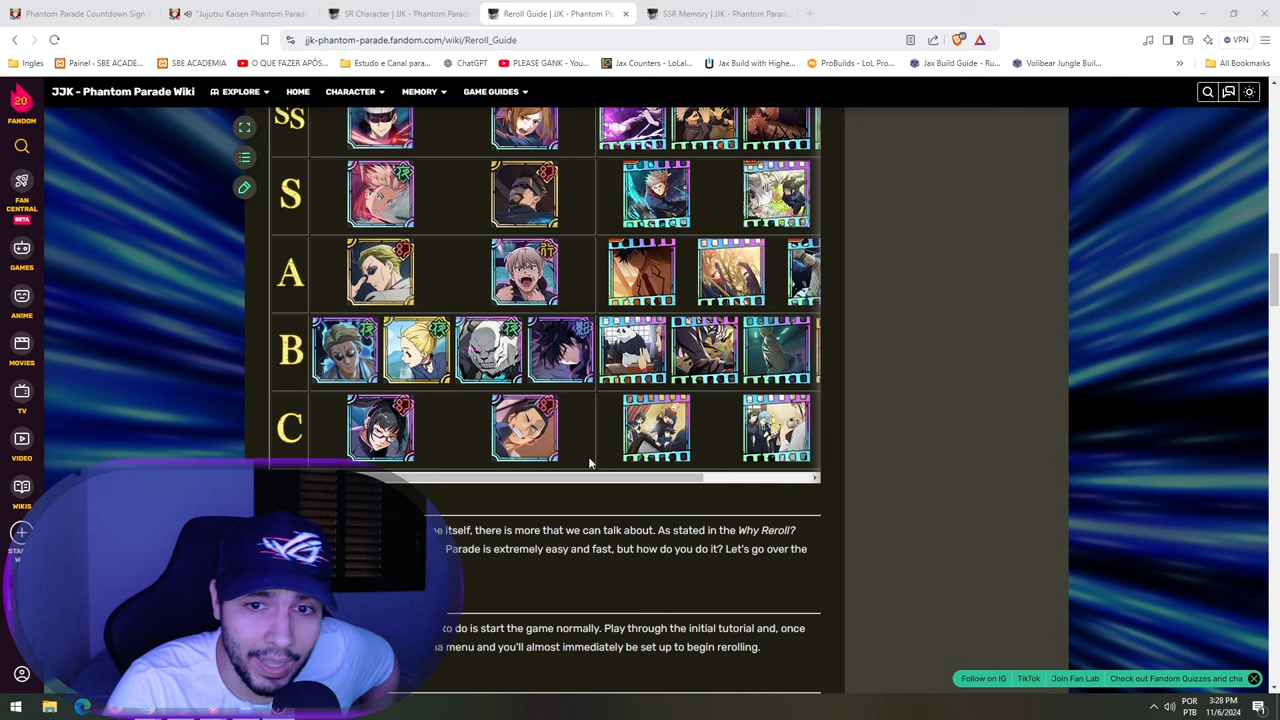 Phantom Parade Countdown Sign-I
"Jujutsu Kaisen Phantom Parade
SR Character | JJK - Phantom Parade
Reroll Guide | JJK - Phantom Pa
SSR Memory | JJK - Phantom Parade
jjk-phantom-parade.fandom.com/wiki/Reroll_Guide
VPN
Ingles
Painel ‹ SBE ACADE...
SBE ACADEMIA
O QUE FAZER APÓS...
Estudo e Canal para...
ChatGPT
PLEASE GANK - You...
Jax Counters - LoLal...
Jax Build with Highe...
ProBuilds - LoL Pro...
Jax Build Guide - Ru...
Volibear Jungle Buil...
All Bookmarks
20
FANDOM
JJK - Phantom Parade Wiki
EXPLORE
HOME
CHARACTER
MEMORY
GAME GUIDES
FAN
CENTRAL
BETA
GAMES
ANIME
MOVIES
TV
VIDEO
WIKIS
SS
S
A
B
C
e itself, there is more that we can talk about. As stated in the Why Reroll?
Parade is extremely easy and fast, but how do you do it? Let's go over the
to do is start the game normally. Play through the initial tutorial and, once
na menu and you'll almost immediately be set up to begin rerolling.
Follow on IG
TikTok
Join Fan Lab
Check out Fandom Quizzes and cha
POR
PTB
3:28 PM
11/6/2024